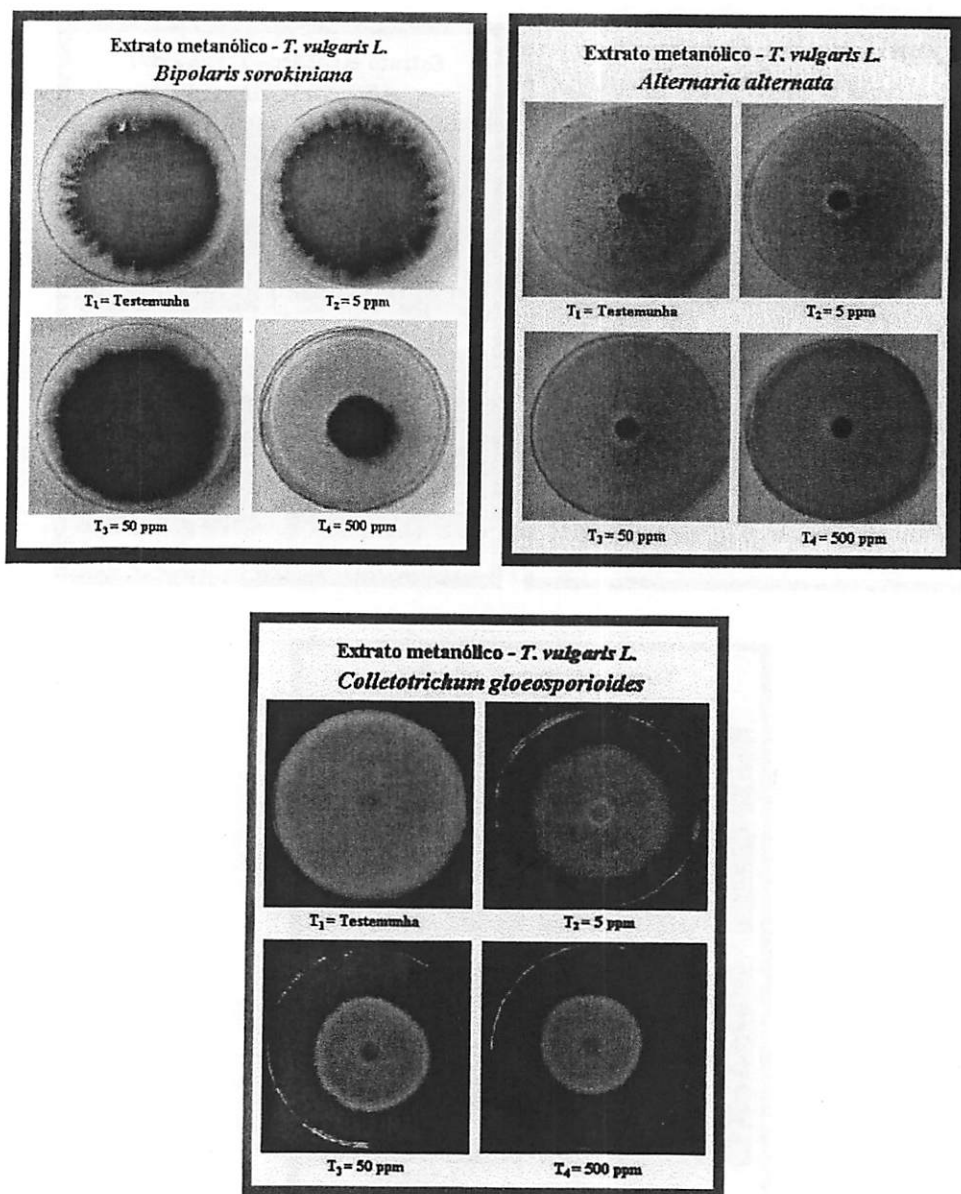 Extrato metanólico - T. vulgaris L.
Bipolaris sorokiniana
T₁ = Testemunha
T₂ = 5 ppm
T₃ = 50 ppm
T₄ = 500 ppm
Extrato metanólico - T. vulgaris L.
Alternaria alternata
T₁ = Testemunha
T₂ = 5 ppm
T₃ = 50 ppm
T₄ = 500 ppm
Extrato metanólico - T. vulgaris L.
Colletotrichum gloeosporioides
T₁ = Testemunha
T₂ = 5 ppm
T₃ = 50 ppm
T₄ = 500 ppm